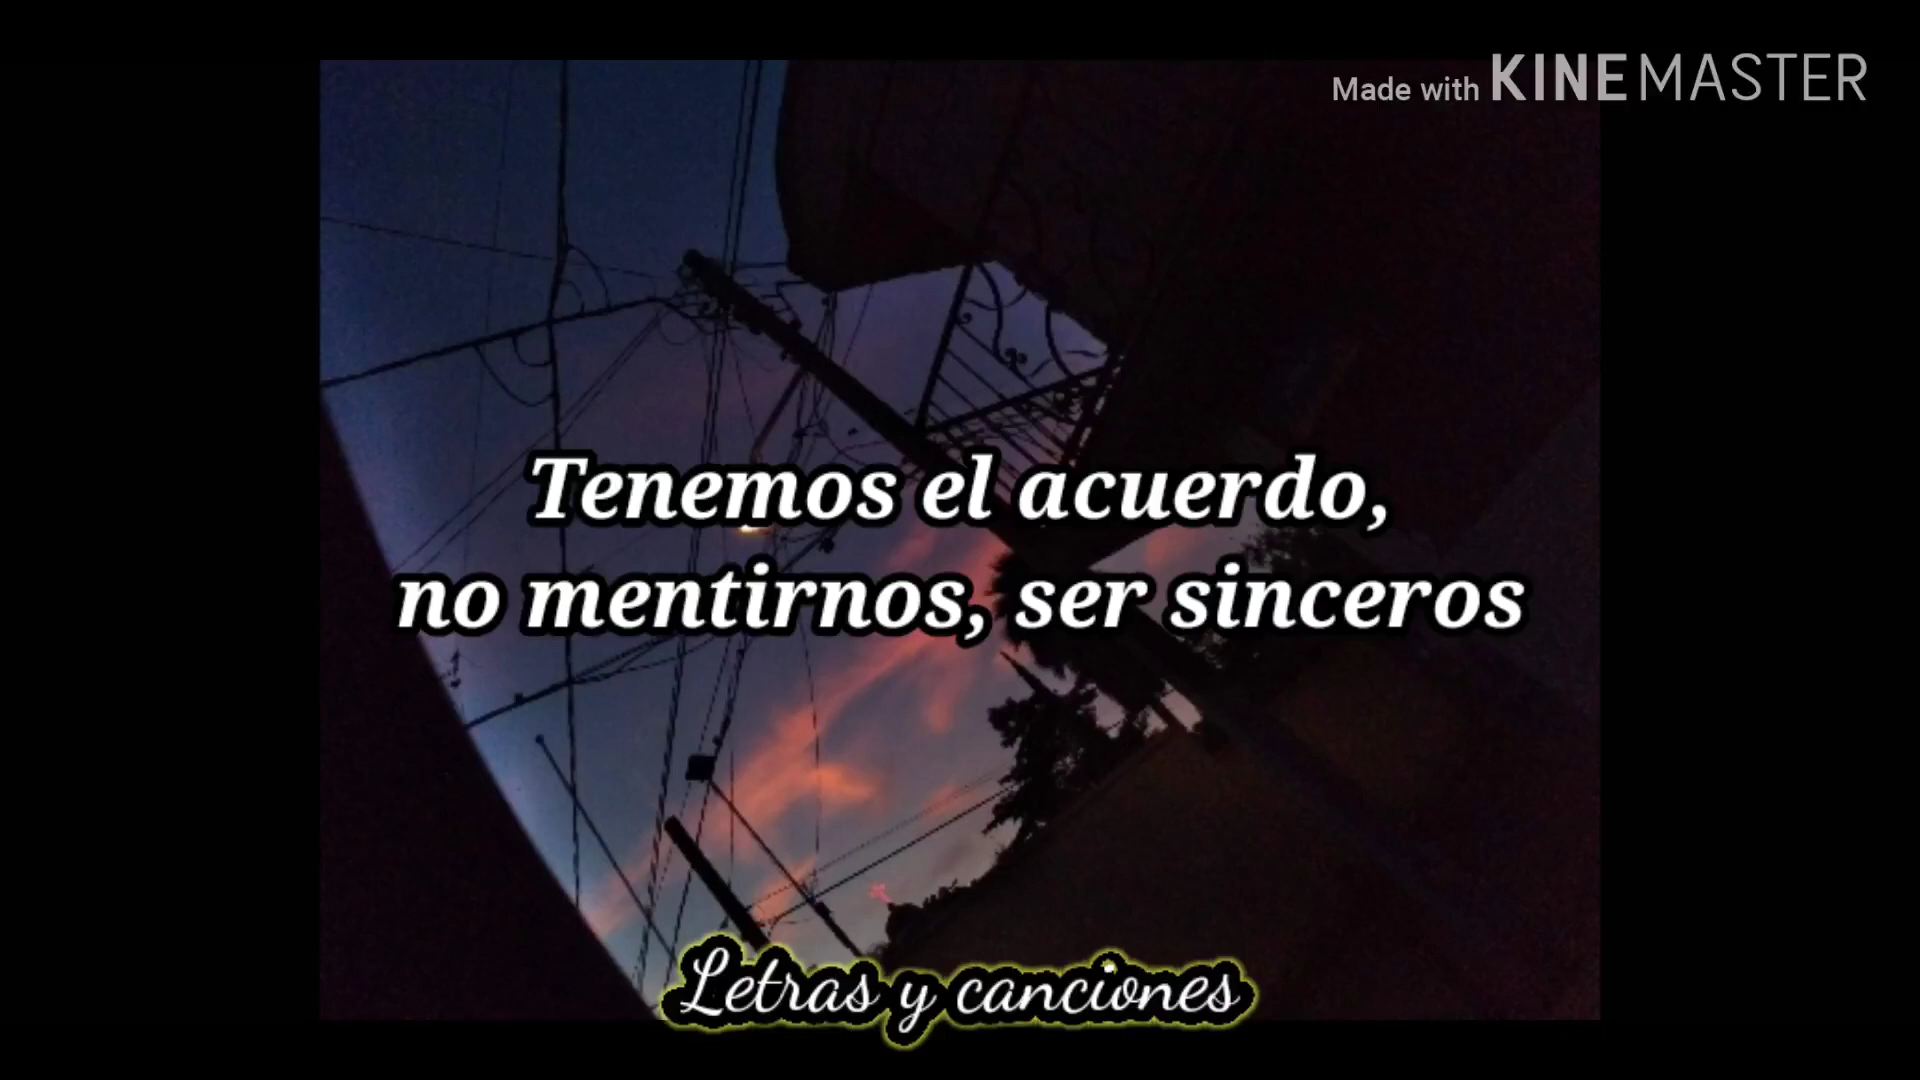 Made with KINEMASTER
Tenemos el acuerdo,
no mentirnos, ser sinceros
Letras y canciones